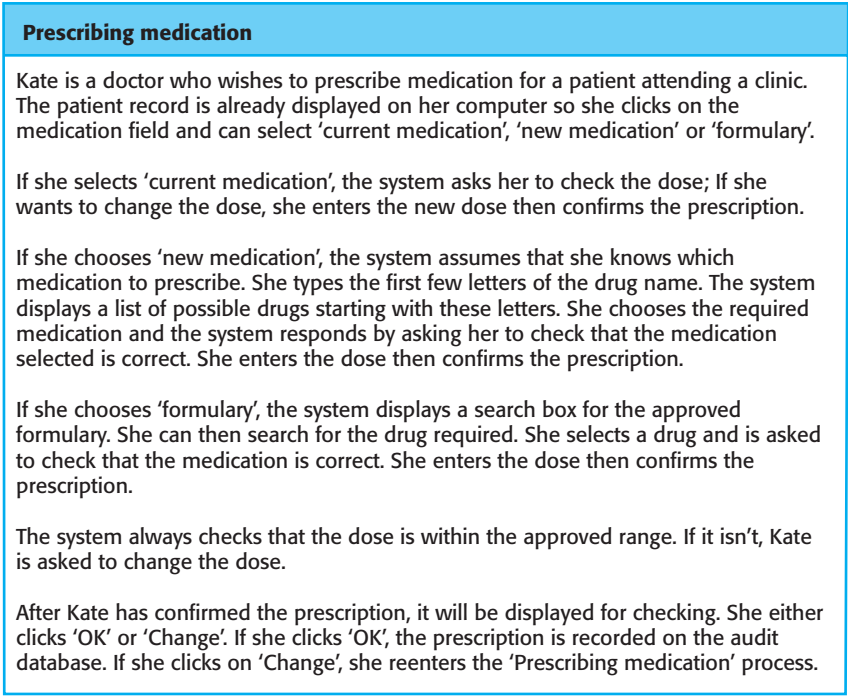 Prescribing medication
Kate is a doctor who wishes to prescribe medication for a patient attending a clinic.
The patient record is already displayed on her computer so she clicks on the
medication field and can select ‘current medication’, ‘new medication’ or ‘formulary’.
If she selects ‘current medication’, the system asks her to check the dose; If she
wants to change the dose, she enters the new dose then confirms the prescription.
If she chooses ‘new medication’, the system assumes that she knows which
medication to prescribe. She types the first few letters of the drug name. The system
displays a list of possible drugs starting with these letters. She chooses the required
medication and the system responds by asking her to check that the medication
selected is correct. She enters the dose then confirms the prescription.
If she chooses ‘formulary’, the system displays a search box for the approved
formulary. She can then search for the drug required. She selects a drug and is asked
to check that the medication is correct. She enters the dose then confirms the
prescription.
The system always checks that the dose is within the approved range. If it isn’t, Kate
is asked to change the dose.
After Kate has confirmed the prescription, it will be displayed for checking. She either
clicks ‘OK’ or ‘Change’. If she clicks ‘OK’, the prescription is recorded on the audit
database. If she clicks on ‘Change’, she reenters the ‘Prescribing medication’ process.